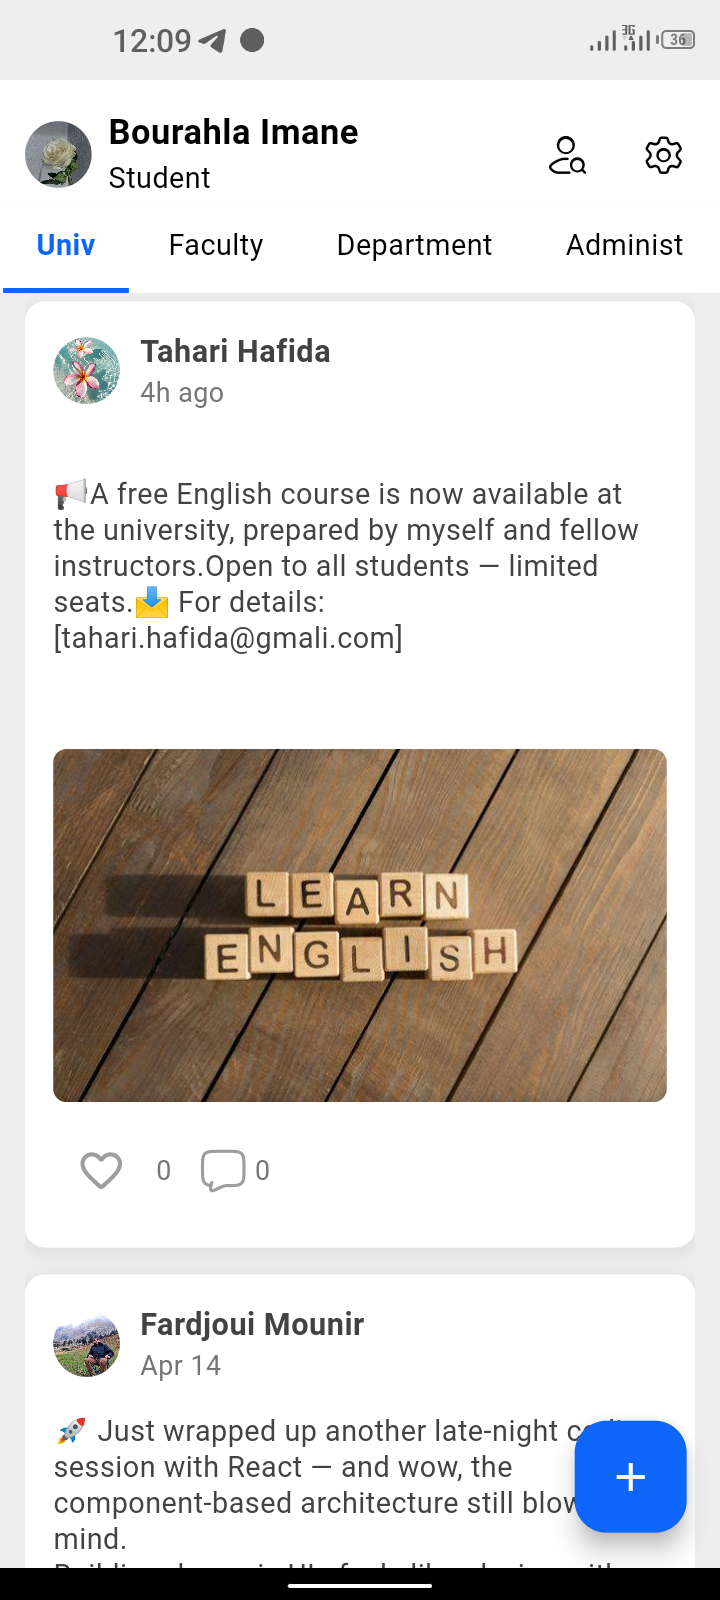 12:09
3G
36
Bourahla Imane
Student
Univ Faculty Department Administ
Tahari Hafida
4h ago
📢A free English course is now available at
the university, prepared by myself and fellow
instructors.Open to all students — limited
seats.📩 For details:
[tahari.hafida@gmali.com]
LEARN
ENGLISH
0 0
Fardjoui Mounir
Apr 14
🚀 Just wrapped up another late-night
session with React — and wow, the
component-based architecture still
mind.